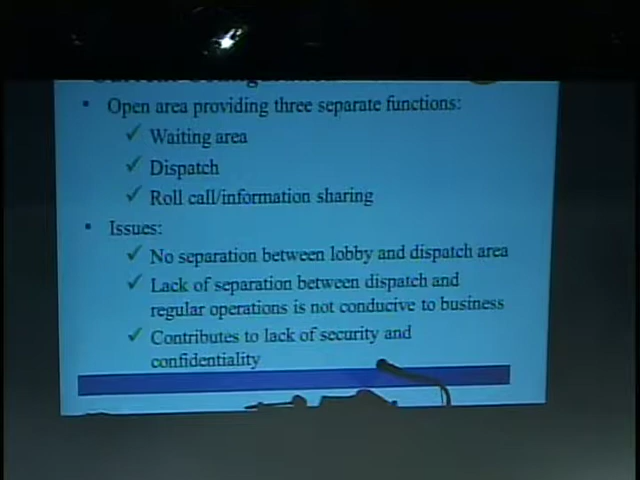 Open area providing three separate functions:
Waiting area
Dispatch
Roll call/information sharing
Issues:
No separation between lobby and dispatch area
Lack of separation between dispatch and
regular operations is not conducive to business
Contributes to lack of security and
confidentiality